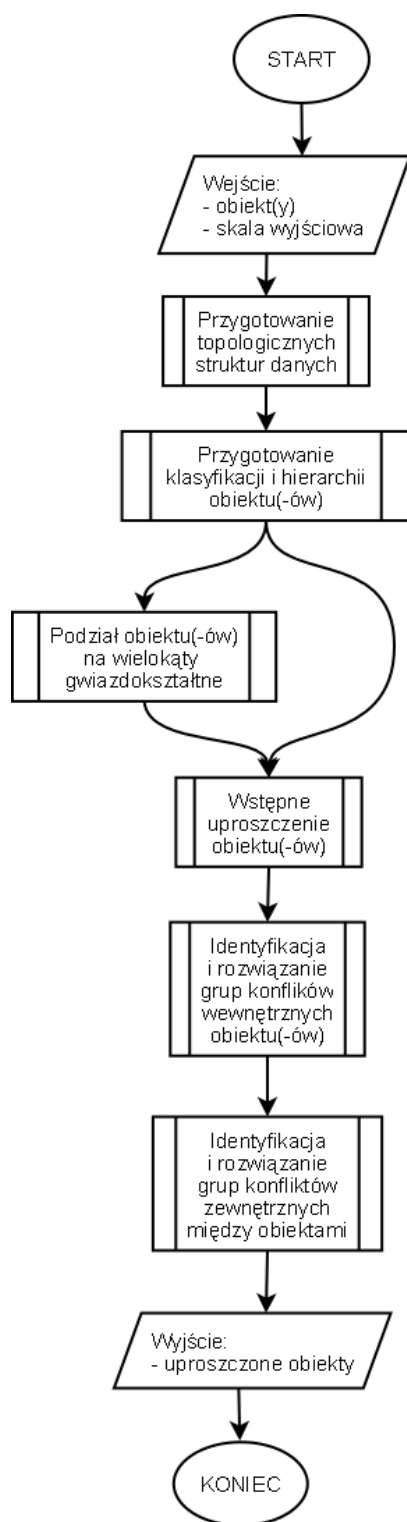 START
Wejście:
- obiekt(y)
- skala wyjściowa
Przygotowanie
topologicznych
struktur danych
Przygotowanie
klasyfikacji i hierarchii
obiektu(-ów)
Podział obiektu(-ów)
na wielokąty
gwiazdokształtne
Wstępne
uproszczenie
obiektu(-ów)
Identyfikacja
i rozwiązanie
grup konflików
wewnętrznych
obiektu(-ów)
Identyfikacja
i rozwiązanie
grup konfliktów
zewnętrznych
między obiektami
Wyjście:
- uproszczone obiekty
KONIEC